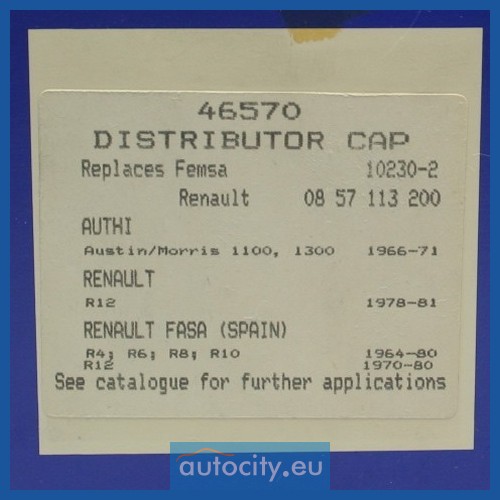 46570
DISTRIBUTOR CAP
Replaces Femsa 10230-2
Renault 08 57 113 200
AUTHI
Austin/Morris 1100, 1300 1966-71
RENAULT
R12 1978-81
RENAULT FASA (SPAIN)
R4; R6; R8; R10 1964-80
R12 1970-80
See catalogue for further applications
autocity.eu